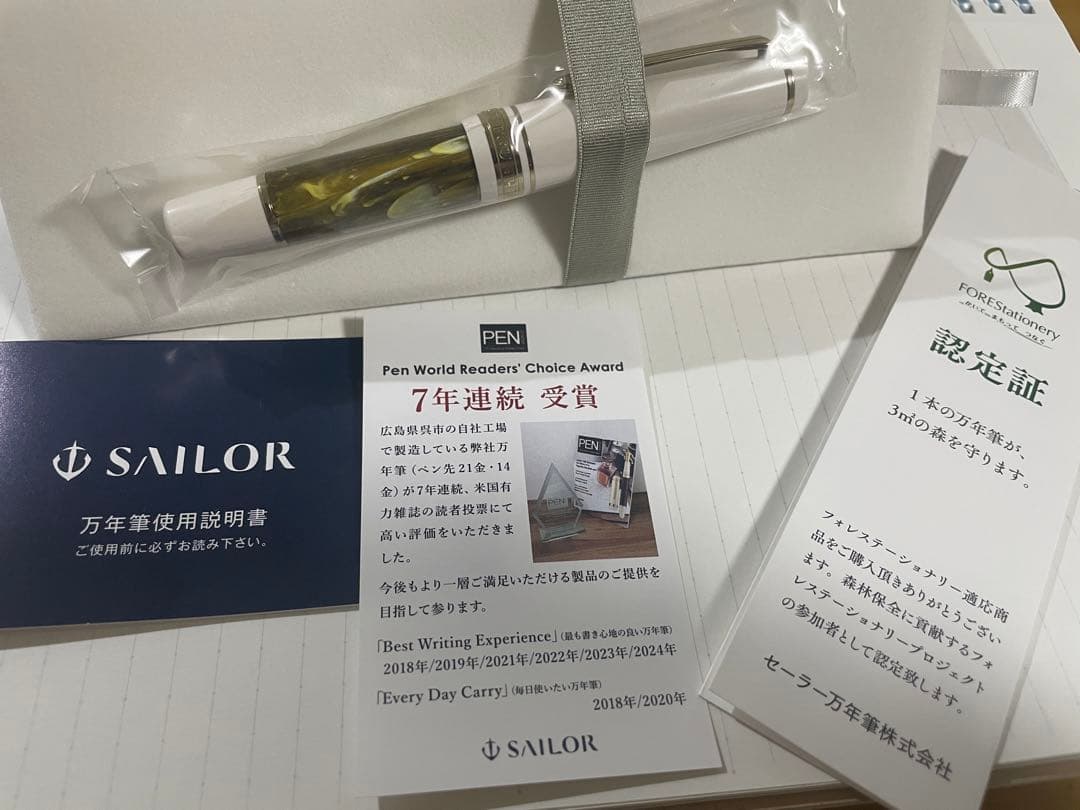 SAILOR
万年筆使用説明書
ご使用前に必ずお読み下さい。
PEN
Pen World Readers' Choice Award
7年連続 受賞
広島県呉市の自社工場
で製造している弊社万
年筆（ペン先21金・14
金）が7年連続、米国有
力雑誌の読者投票にて
高い評価をいただきま
した。
PEN
PEN
今後もより一層ご満足いただける製品のご提供を
目指して参ります。
「Best Writing Experience」（最も書き心地の良い万年筆）
2018年/2019年/2021年/2022年/2023年/2024年
「Every Day Carry」（毎日使いたい万年筆）
2018年/2020年
SAILOR
FOREStationery
かいて まもって つなぐ
認定証
1本の万年筆が、
3㎡の森を守ります。
フォレステーショナリー適応商
品をご購入頂きありがとうござい
ます。森林保全に貢献するフォ
レステーショナリープロジェクト
の参加者として認定致します。
セーラー万年筆株式会社